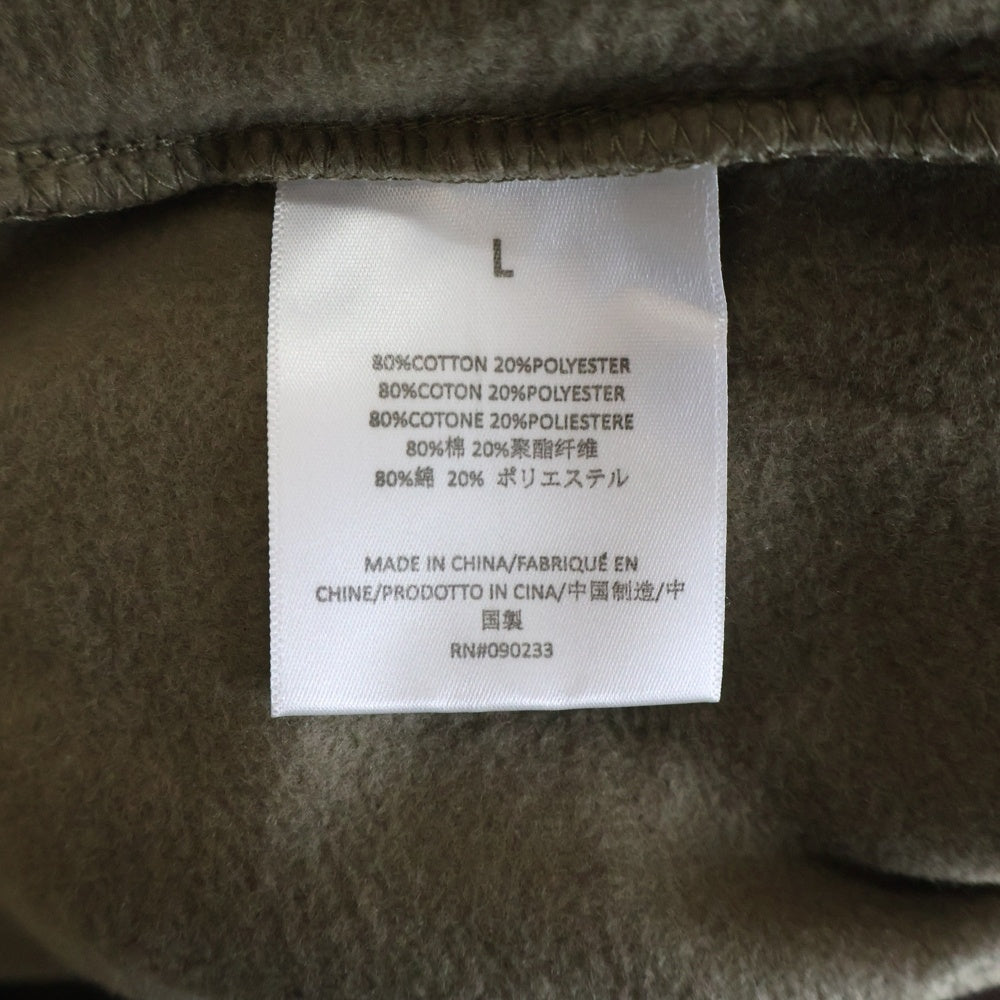 L
80%COTTON 20%POLYESTER
80%COTON 20%POLYESTER
80%COTONE 20%POLIESTERE
80%棉 20%聚酯纤维
80%綿 20% ポリエステル
MADE IN CHINA/FABRIQUÉ EN
CHINE/PRODOTTO IN CINA/中国制造/中
国製
RN#090233